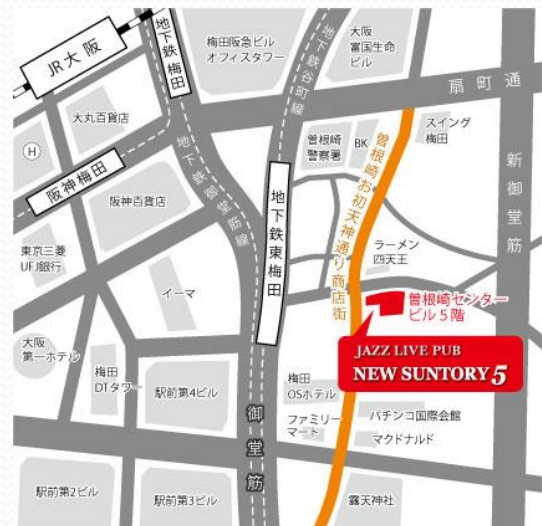 JR大阪
地下鉄梅田
梅田阪急ビル
オフィスタワー
地下鉄谷町線
大阪
富国生命
ビル
扇町通
大丸百貨店
H
阪神梅田
阪神百貨店
地下鉄御堂筋線
地下鉄東梅田
曽根崎
警察署
BK
スイング
梅田
曽根崎お初天神通り商店街
新御堂筋
東京三菱
UFJ銀行
イーマ
ラーメン
四天王
曽根崎センター
ビル5階
大阪
第一ホテル
梅田
DTタワー
駅前第4ビル
JAZZ LIVE PUB
NEW SUNTORY 5
梅田
OSホテル
ファミリー
マート
パチンコ国際会館
マクドナルド
御堂筋
駅前第2ビル
駅前第3ビル
露天神社